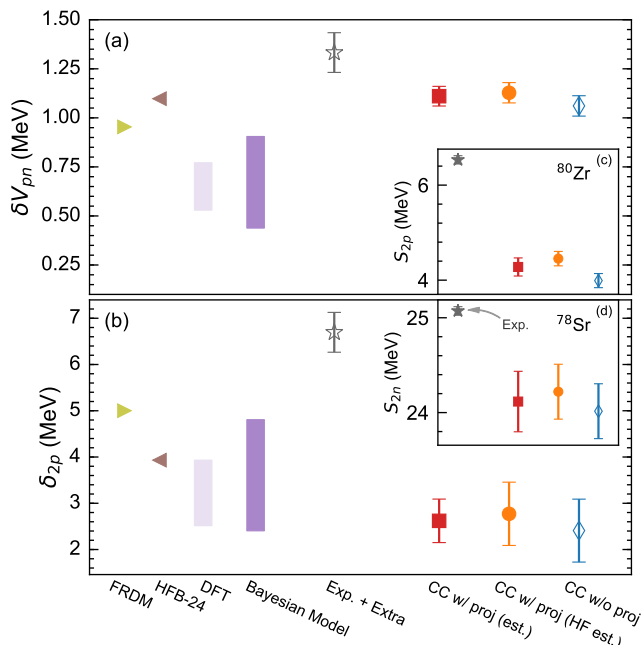 (a)
δV_pn (MeV)
1.50
1.25
1.00
0.75
0.50
0.25
(c)
⁸⁰Zr
S_2p (MeV)
6
4
(b)
δ_2p (MeV)
7
6
5
4
3
2
(d)
⁷⁸Sr
Exp.
S_2n (MeV)
25
24
FRDM
HFB-24
DFT
Bayesian Model
Exp. + Extra
CC w/ proj (est.)
CC w/ proj (HF est.)
CC w/o proj